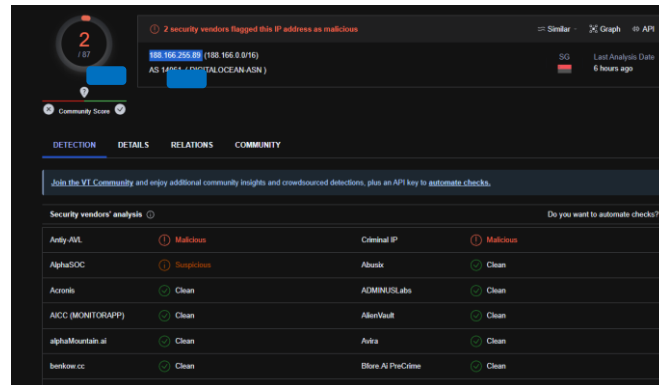 2
/ 87
Community Score
2 security vendors flagged this IP address as malicious
Similar
Graph
API
188.166.255.89 (188.166.0.0/16)
AS 14061 ( DIGITALOCEAN-ASN )
SG
Last Analysis Date
6 hours ago
DETECTION DETAILS RELATIONS COMMUNITY
Join the VT Community and enjoy additional community insights and crowdsourced detections, plus an API key to automate checks.
Security vendors' analysis
Do you want to automate checks?
Antiy-AVL Malicious Criminal IP Malicious
AlphaSOC Suspicious Abusix Clean
Acronis Clean ADMINUSLabs Clean
AICC (MONITORAPP) Clean AlienVault Clean
alphaMountain.ai Clean Avira Clean
benkow.cc Clean Bfore.Ai PreCrime Clean